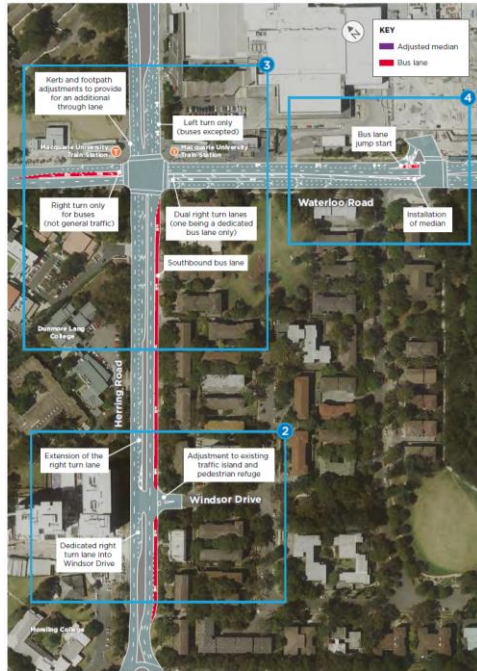 KEY
Adjusted median
Bus lane
3
Kerb and footpath
adjustments to provide
for an additional
through lane
Left turn only
(buses excepted)
4
Bus lane
jump start
Macquarie University
Train Station
T
T
Macquarie University
Train Station
Right turn only
for buses
(not general traffic)
Dual right turn lanes
(one being a dedicated
bus lane only)
Waterloo Road
Installation
of median
Southbound bus lane
Dunmore Lang
College
Herring Road
2
Extension of the
right turn lane
Adjustment to existing
traffic island and
pedestrian refuge
Windsor Drive
Dedicated right
turn lane into
Windsor Drive
Morling College